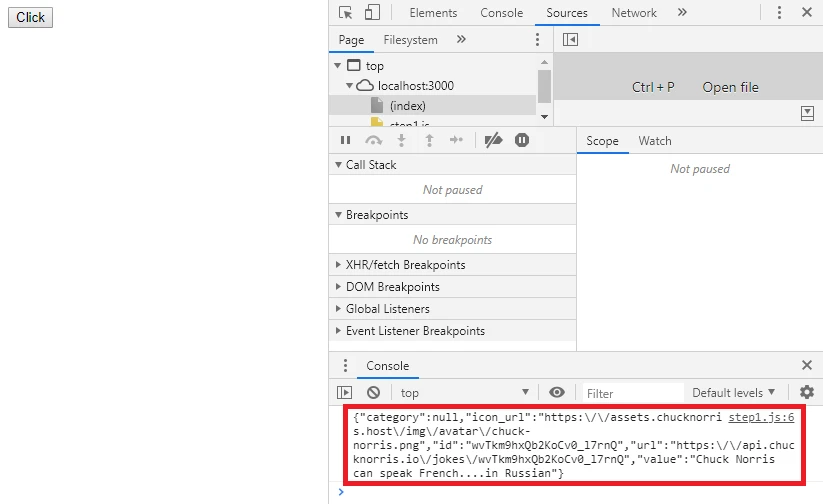 Click
Elements Console Sources Network »
Page Filesystem »
top
localhost:3000
(index)
step1.js
Ctrl + P Open file
Scope Watch
Call Stack
Not paused
Not paused
Breakpoints
No breakpoints
XHR/fetch Breakpoints
DOM Breakpoints
Global Listeners
Event Listener Breakpoints
Console
top Filter Default levels
{"category":null,"icon_url":"https:\/\/assets.chucknorri step1.js:6
s.host\/img\/avatar\/chuck-
norris.png","id":"wvTkm9hxQb2KoCv0_l7rnQ","url":"https:\/\/api.chuc
knorris.io\/jokes\/wvTkm9hxQb2KoCv0_l7rnQ","value":"Chuck Norris
can speak French....in Russian"}